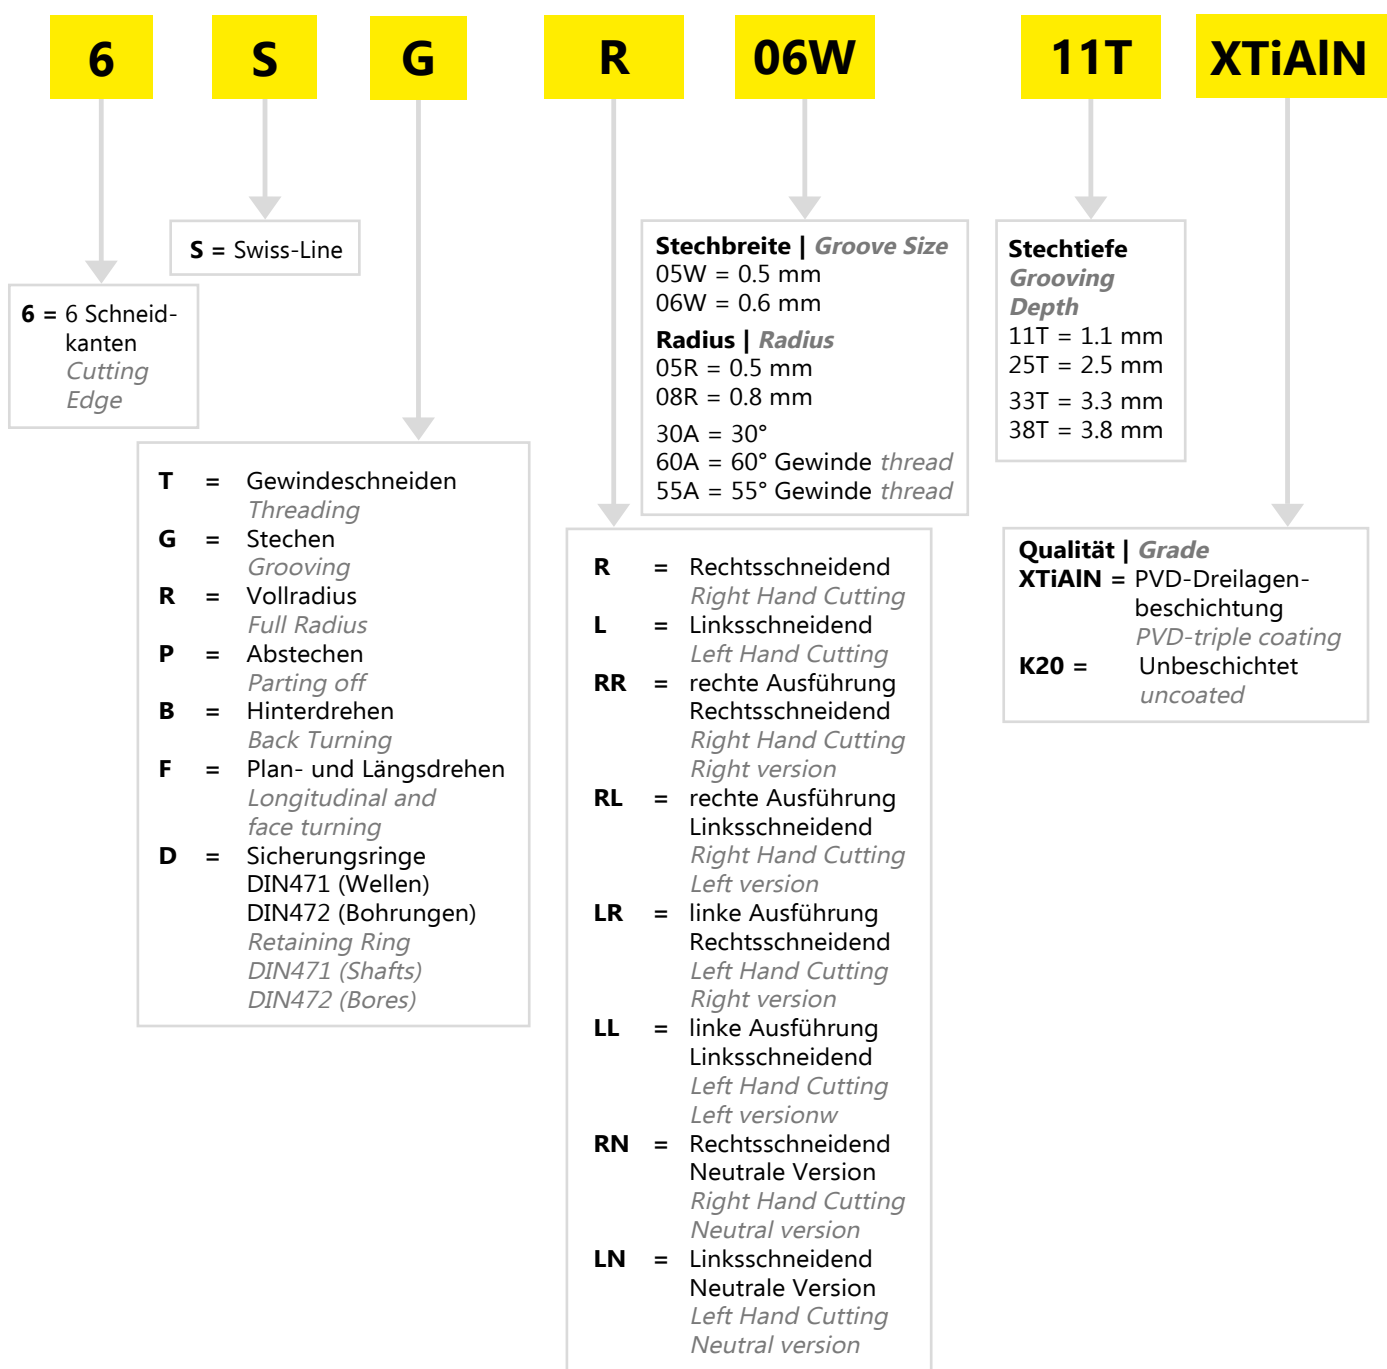 6 S G R 06W 11T XTiAlN
S = Swiss-Line
6 = 6 Schneid-
kanten
Cutting
Edge
T = Gewindeschneiden
Threading
G = Stechen
Grooving
R = Vollradius
Full Radius
P = Abstechen
Parting off
B = Hinterdrehen
Back Turning
F = Plan- und Längsdrehen
Longitudinal and
face turning
D = Sicherungsringe
DIN471 (Wellen)
DIN472 (Bohrungen)
Retaining Ring
DIN471 (Shafts)
DIN472 (Bores)
R = Rechtsschneidend
Right Hand Cutting
L = Linksschneidend
Left Hand Cutting
RR = rechte Ausführung
Rechtsschneidend
Right Hand Cutting
Right version
RL = rechte Ausführung
Linksschneidend
Right Hand Cutting
Left version
LR = linke Ausführung
Rechtsschneidend
Left Hand Cutting
Right version
LL = linke Ausführung
Linksschneidend
Left Hand Cutting
Left versionw
RN = Rechtsschneidend
Neutrale Version
Right Hand Cutting
Neutral version
LN = Linksschneidend
Neutrale Version
Left Hand Cutting
Neutral version
Stechbreite | Groove Size
05W = 0.5 mm
06W = 0.6 mm
Radius | Radius
05R = 0.5 mm
08R = 0.8 mm
30A = 30°
60A = 60° Gewinde thread
55A = 55° Gewinde thread
Stechtiefe
Grooving
Depth
11T = 1.1 mm
25T = 2.5 mm
33T = 3.3 mm
38T = 3.8 mm
Qualität | Grade
XTiAlN = PVD-Dreilagen-
beschichtung
PVD-triple coating
K20 = Unbeschichtet
uncoated